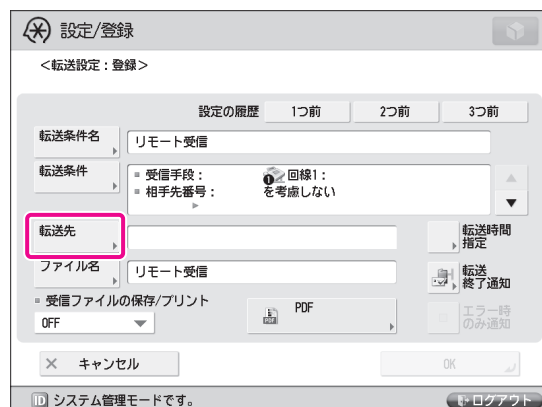 設定/登録
<転送設定：登録>
設定の履歴 1つ前 2つ前 3つ前
転送条件名 リモート受信
転送条件 ▪ 受信手段： 回線1：
▪ 相手先番号： を考慮しない
転送先 転送時間指定
ファイル名 リモート受信 転送終了通知
▪ 受信ファイルの保存/プリント
OFF PDF エラー時のみ通知
× キャンセル OK
ID システム管理モードです。 ログアウト